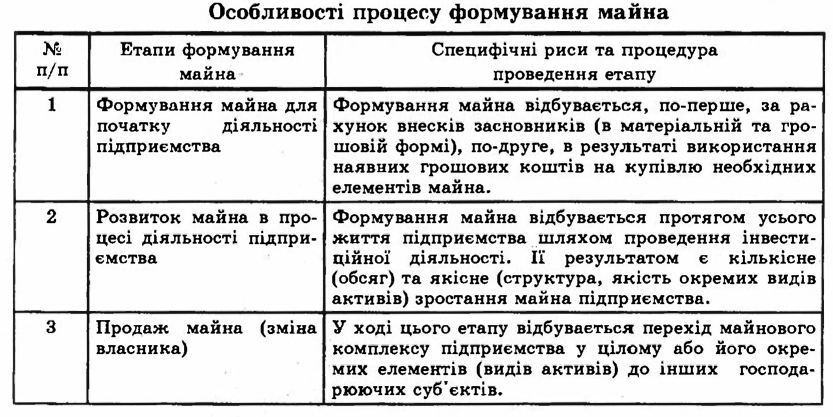 Особливості процесу формування майна
№ п/п
Етапи формування майна
Специфічні риси та процедура проведення етапу
1
Формування майна для
початку діяльності
підприємства
Формування майна відбувається, по-перше, за ра-
хунок внесків засновників (в матеріальній та гро-
шовій формі), по-друге, в результаті використання
наявних грошових коштів на купівлю необхідних
елементів майна.
2
Розвиток майна в про-
цесі діяльності підпри-
ємства
Формування майна відбувається протягом усього
життя підприємства шляхом проведення інвести-
ційної діяльності. Її результатом є кількісне
(обсяг) та якісне (структура, якість окремих видів
активів) зростання майна підприємства.
3
Продаж майна (зміна
власника)
У ході цього етапу відбувається перехід майнового
комплексу підприємства у цілому або його окре-
мих елементів (видів активів) до інших господа-
рюючих суб'єктів.